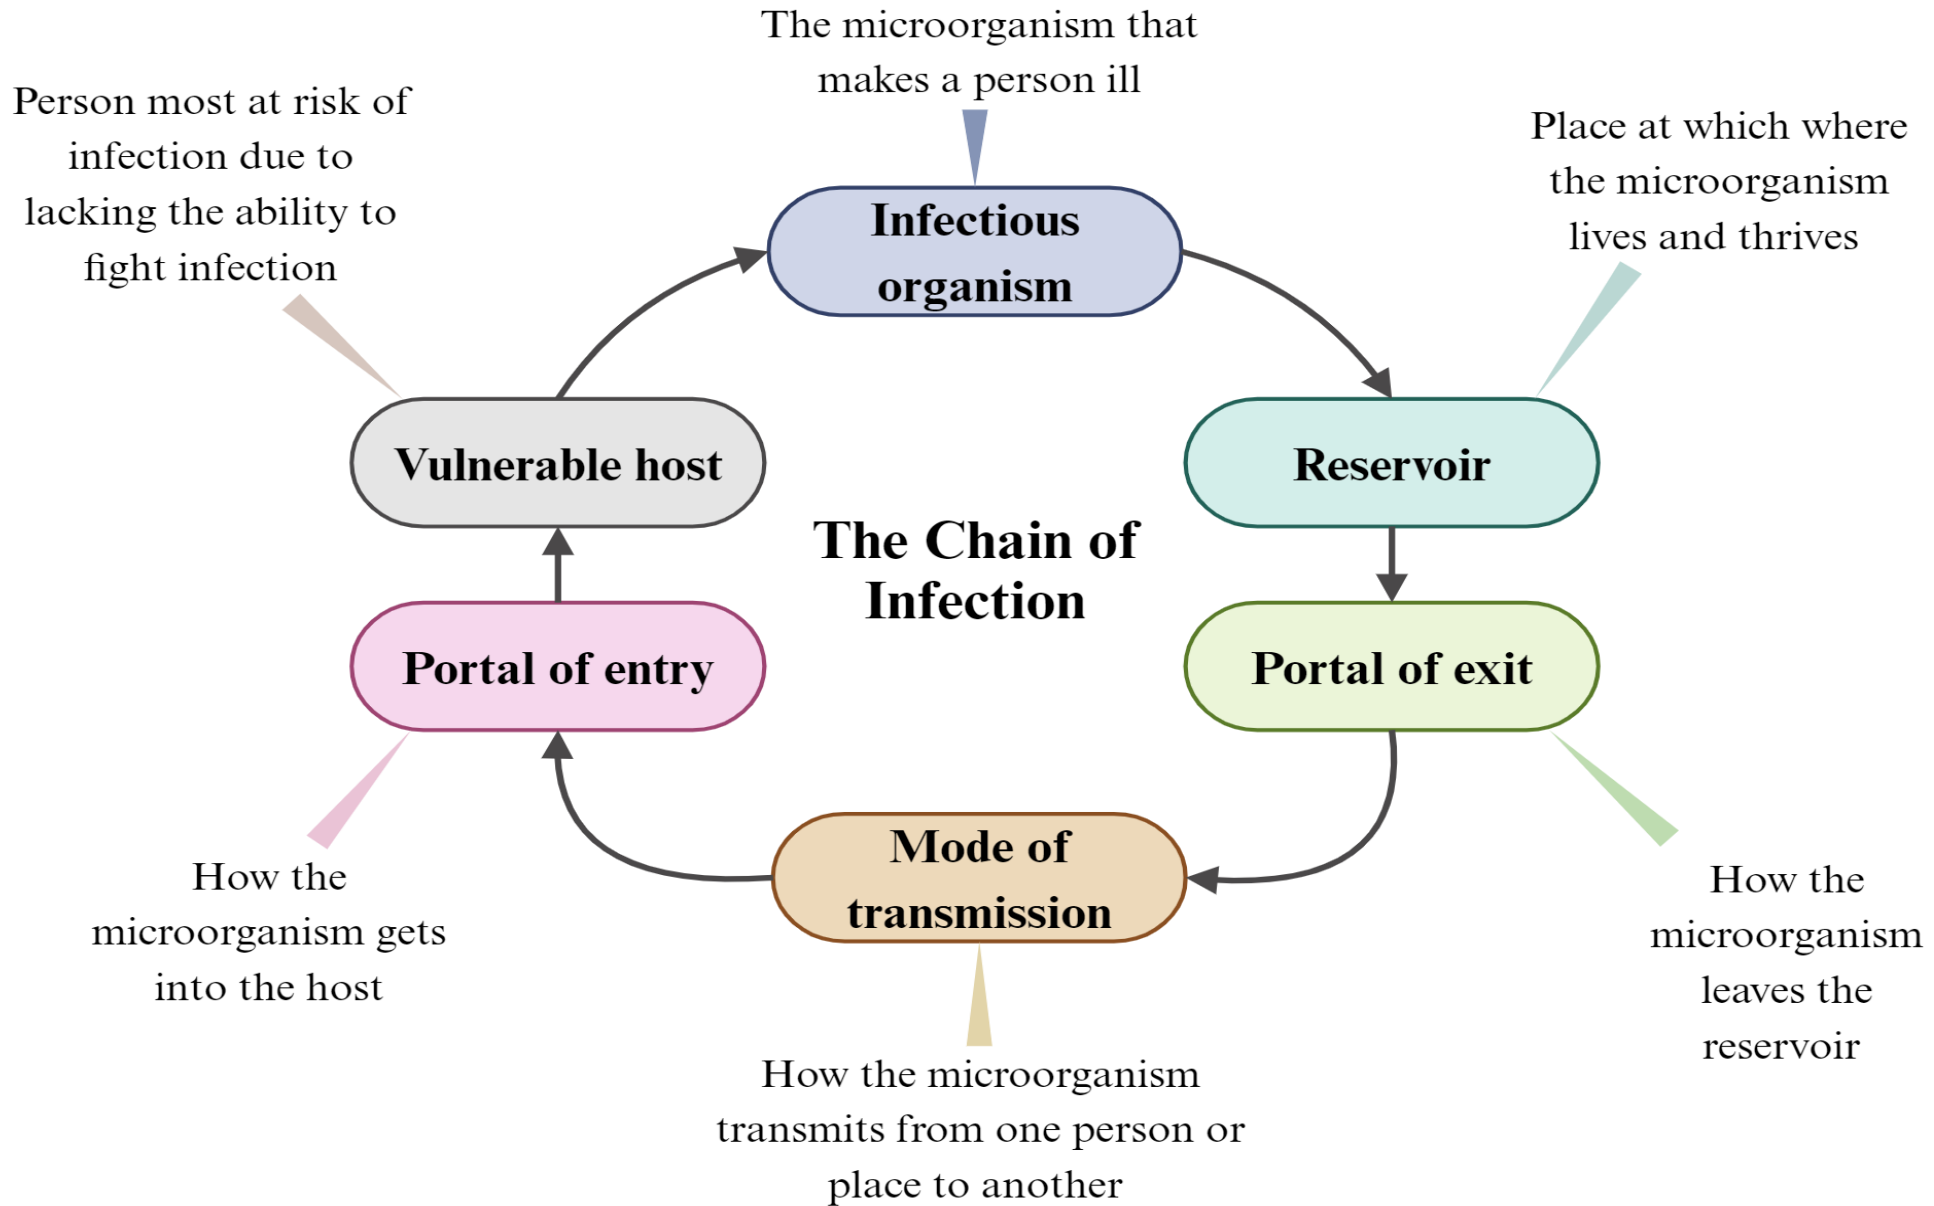 The microorganism that
makes a person ill
Person most at risk of
infection due to
lacking the ability to
fight infection
Place at which where
the microorganism
lives and thrives
Infectious
organism
Vulnerable host
Reservoir
The Chain of
Infection
Portal of entry
Portal of exit
Mode of
transmission
How the
microorganism gets
into the host
How the
microorganism
leaves the
reservoir
How the microorganism
transmits from one person or
place to another